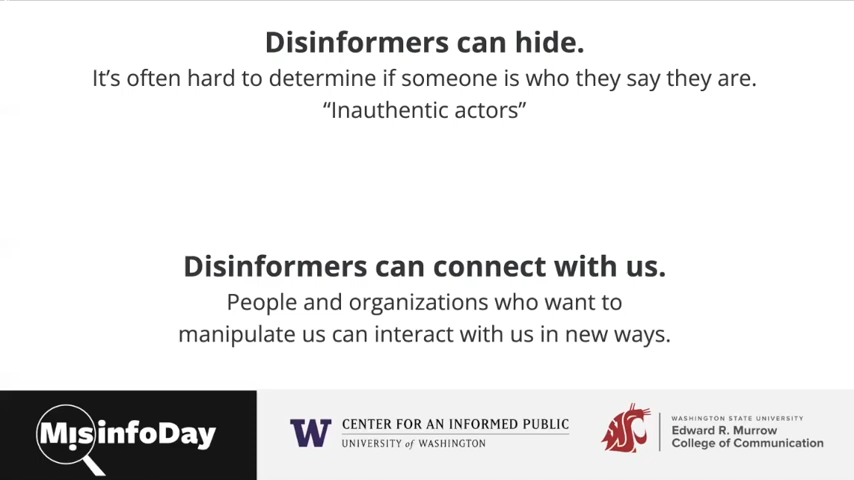 Disinformers can hide.
It’s often hard to determine if someone is who they say they are.
“Inauthentic actors”
Disinformers can connect with us.
People and organizations who want to
manipulate us can interact with us in new ways.
MisinfoDay
W
CENTER FOR AN INFORMED PUBLIC
UNIVERSITY of WASHINGTON
WSU
WASHINGTON STATE UNIVERSITY
Edward R. Murrow
College of Communication